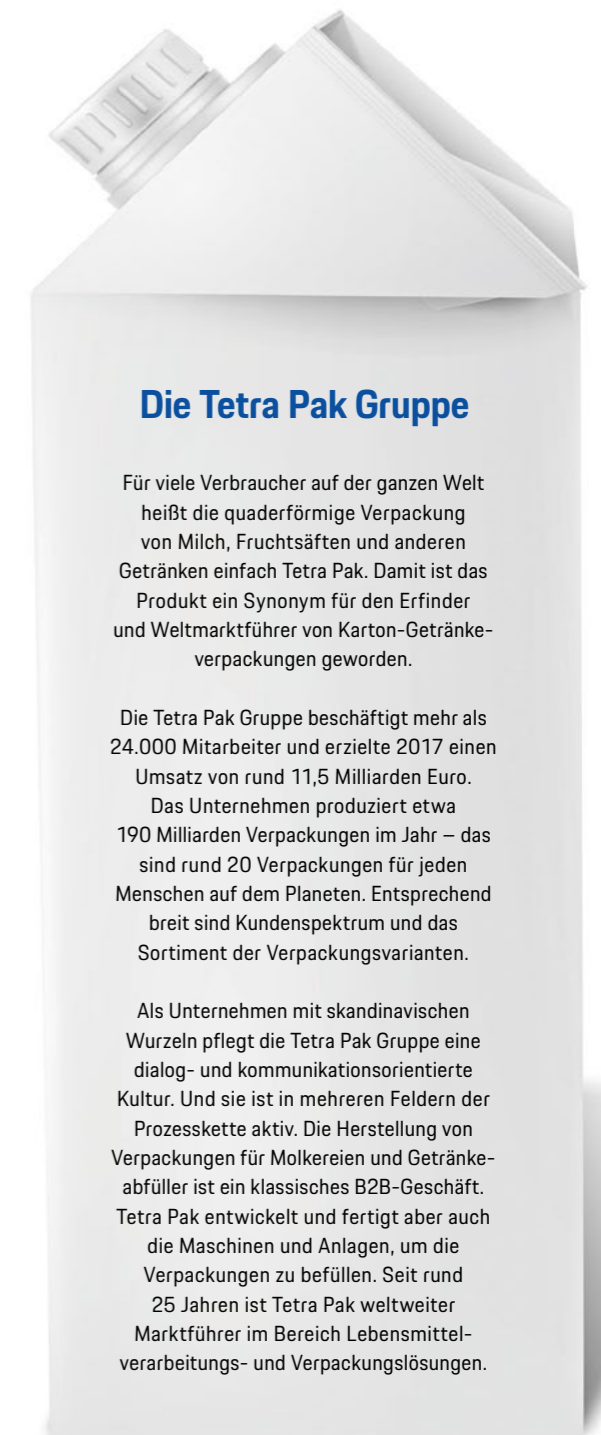 Die Tetra Pak Gruppe
Für viele Verbraucher auf der ganzen Welt
heißt die quaderförmige Verpackung
von Milch, Fruchtsäften und anderen
Getränken einfach Tetra Pak. Damit ist das
Produkt ein Synonym für den Erfinder
und Weltmarktführer von Karton-Getränke-
verpackungen geworden.
Die Tetra Pak Gruppe beschäftigt mehr als
24.000 Mitarbeiter und erzielte 2017 einen
Umsatz von rund 11,5 Milliarden Euro.
Das Unternehmen produziert etwa
190 Milliarden Verpackungen im Jahr – das
sind rund 20 Verpackungen für jeden
Menschen auf dem Planeten. Entsprechend
breit sind Kundenspektrum und das
Sortiment der Verpackungsvarianten.
Als Unternehmen mit skandinavischen
Wurzeln pflegt die Tetra Pak Gruppe eine
dialog- und kommunikationsorientierte
Kultur. Und sie ist in mehreren Feldern der
Prozesskette aktiv. Die Herstellung von
Verpackungen für Molkereien und Getränke-
abfüller ist ein klassisches B2B-Geschäft.
Tetra Pak entwickelt und fertigt aber auch
die Maschinen und Anlagen, um die
Verpackungen zu befüllen. Seit rund
25 Jahren ist Tetra Pak weltweiter
Marktführer im Bereich Lebensmittel-
verarbeitungs- und Verpackungslösungen.